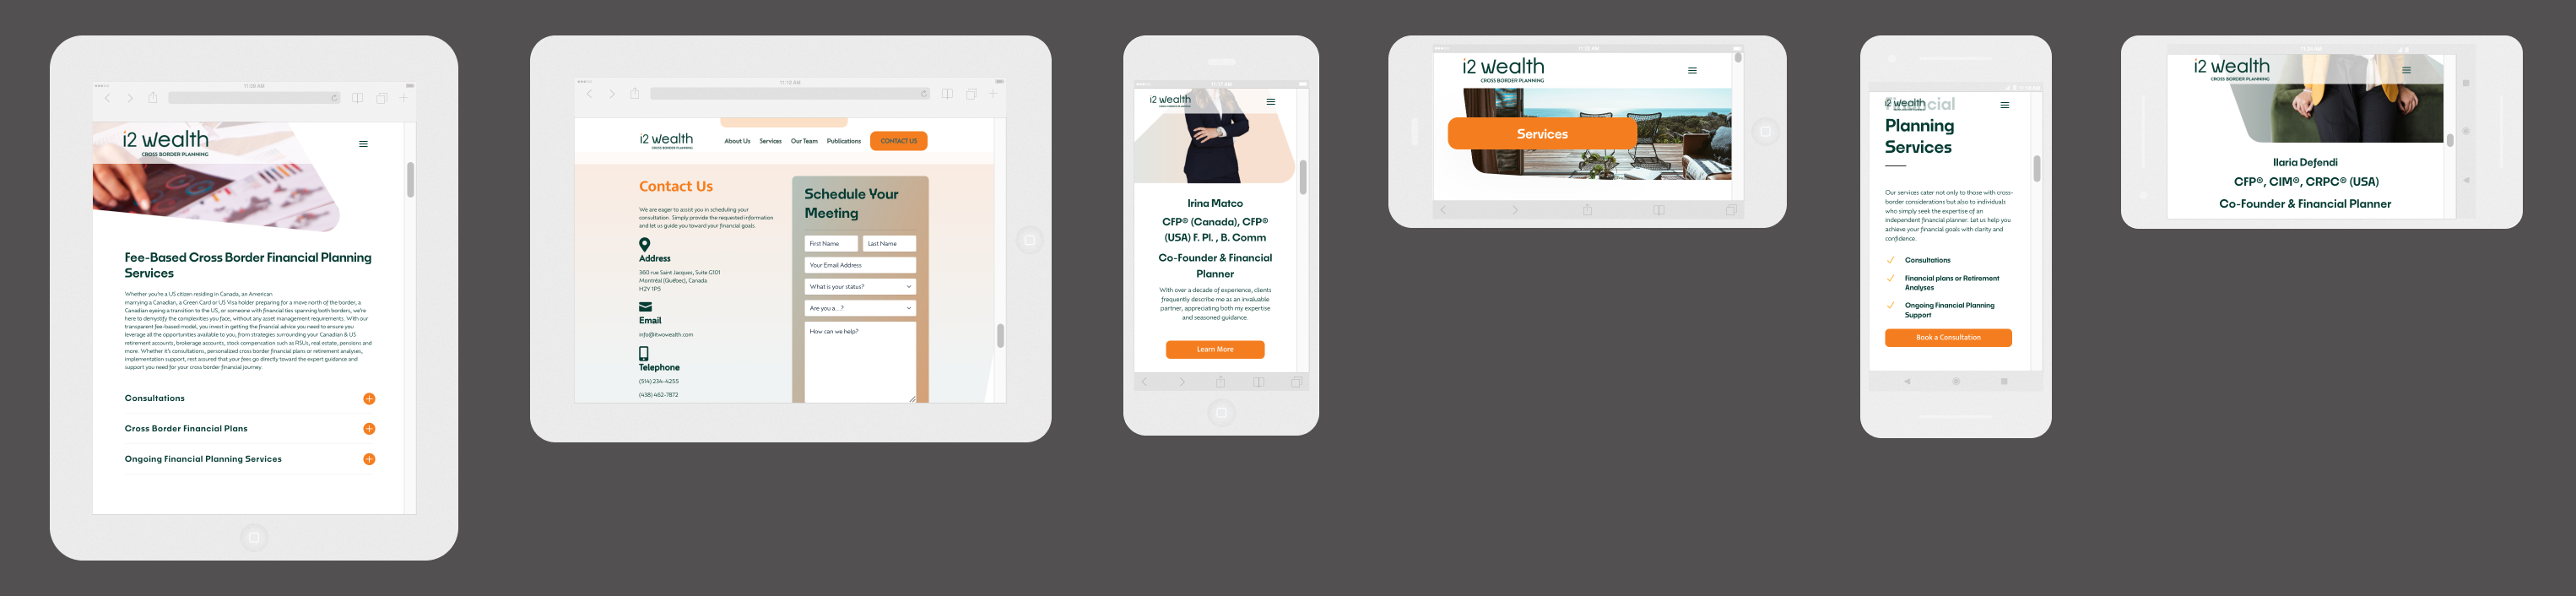 11:09 AM
i2 wealth
CROSS BORDER PLANNING
Fee-Based Cross Border Financial Planning
Services
Whether you're a US citizen residing in Canada, an American
marrying a Canadian, a Green Card or US Visa holder preparing for a move north of the border, a
Canadian eyeing a transition to the US, or someone with financial ties spanning both borders, we're
here to demystify the complexities you face, without any asset management requirements. With our
transparent fee-based model, you invest in getting the financial advice you need to ensure you
leverage all the opportunities available to you, from strategies surrounding your Canadian & US
retirement accounts, brokerage accounts, stock compensation such as RSUs, real estate, pensions and
more. Whether it's consultations, personalized cross border financial plans or retirement analyses,
implementation support, rest assured that your fees go directly toward the expert guidance and
support you need for your cross border financial journey.
Consultations
Cross Border Financial Plans
Ongoing Financial Planning Services
11:10 AM
i2 wealth
CROSS BORDER PLANNING
About Us
Services
Our Team
Publications
CONTACT US
Contact Us
We are eager to assist you in scheduling your
consultation. Simply provide the requested information
and let us guide you toward your financial goals.
Address
360 rue Saint Jacques, Suite G101
Montréal (Québec), Canada
H2Y 1P5
Email
info@itwowealth.com
Telephone
(514) 234-4255
(438) 462-7872
Schedule Your
Meeting
First Name
Last Name
Your Email Address
What is your status?
Are you a...?
How can we help?
i2 wealth
Irina Matco
CFP® (Canada), CFP®
(USA) F. Pl. , B. Comm
Co-Founder & Financial
Planner
With over a decade of experience, clients
frequently describe me as an invaluable
partner, appreciating both my expertise
and seasoned guidance.
Learn More
i2 wealth
CROSS BORDER PLANNING
Services
i2 wealth
Financial
Planning
Services
Our services cater not only to those with cross-
border considerations but also to individuals
who simply seek the expertise of an
independent financial planner. Let us help you
achieve your financial goals with clarity and
confidence.
Consultations
Financial plans or Retirement
Analyses
Ongoing Financial Planning
Support
Book a Consultation
i2 wealth
CROSS BORDER PLANNING
Ilaria Defendi
CFP®, CIM®, CRPC® (USA)
Co-Founder & Financial Planner